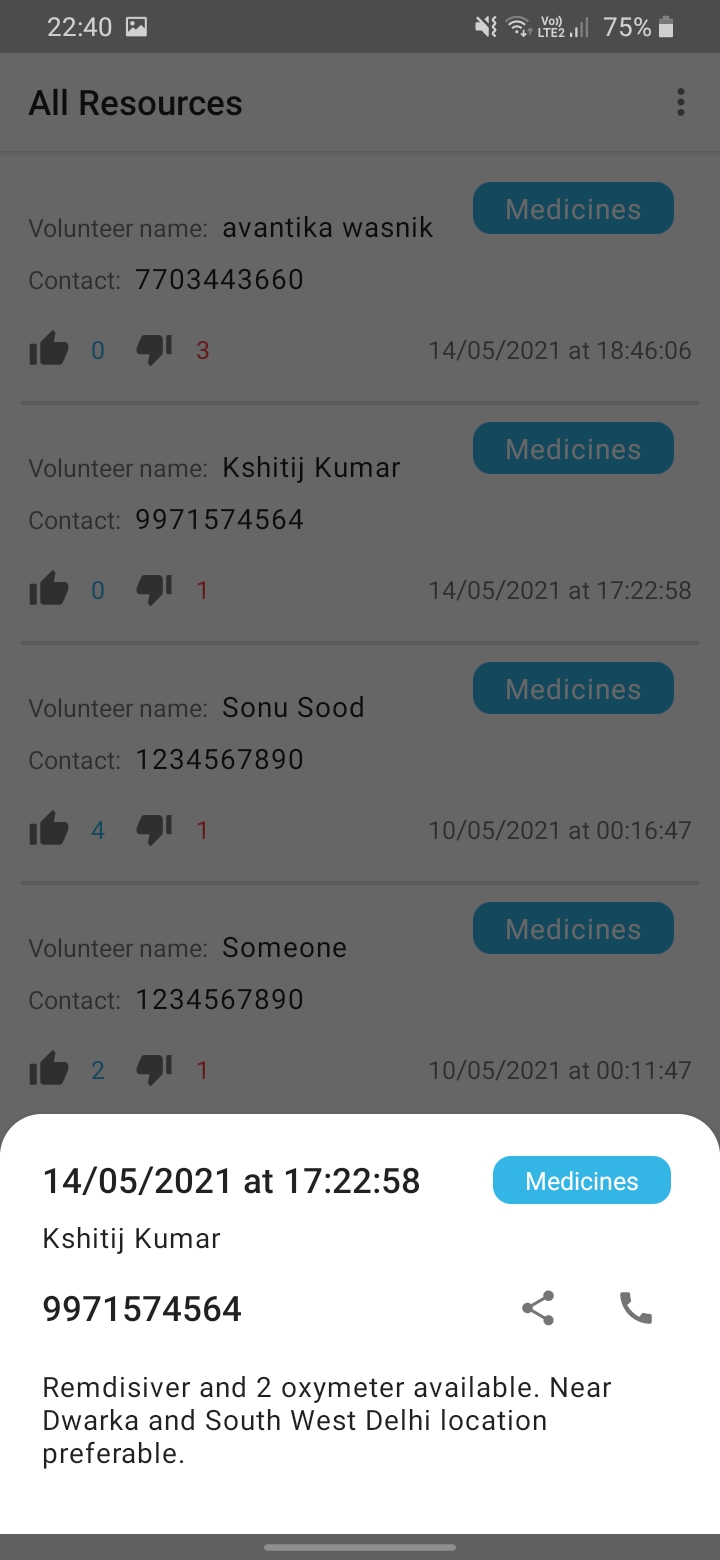 22:40 Vo)) LTE2 75%
All Resources
Medicines
Volunteer name: avantika wasnik
Contact: 7703443660
0 3 14/05/2021 at 18:46:06
Medicines
Volunteer name: Kshitij Kumar
Contact: 9971574564
0 1 14/05/2021 at 17:22:58
Medicines
Volunteer name: Sonu Sood
Contact: 1234567890
4 1 10/05/2021 at 00:16:47
Medicines
Volunteer name: Someone
Contact: 1234567890
2 1 10/05/2021 at 00:11:47
14/05/2021 at 17:22:58 Medicines
Kshitij Kumar
9971574564
Remdisiver and 2 oxymeter available. Near
Dwarka and South West Delhi location
preferable.